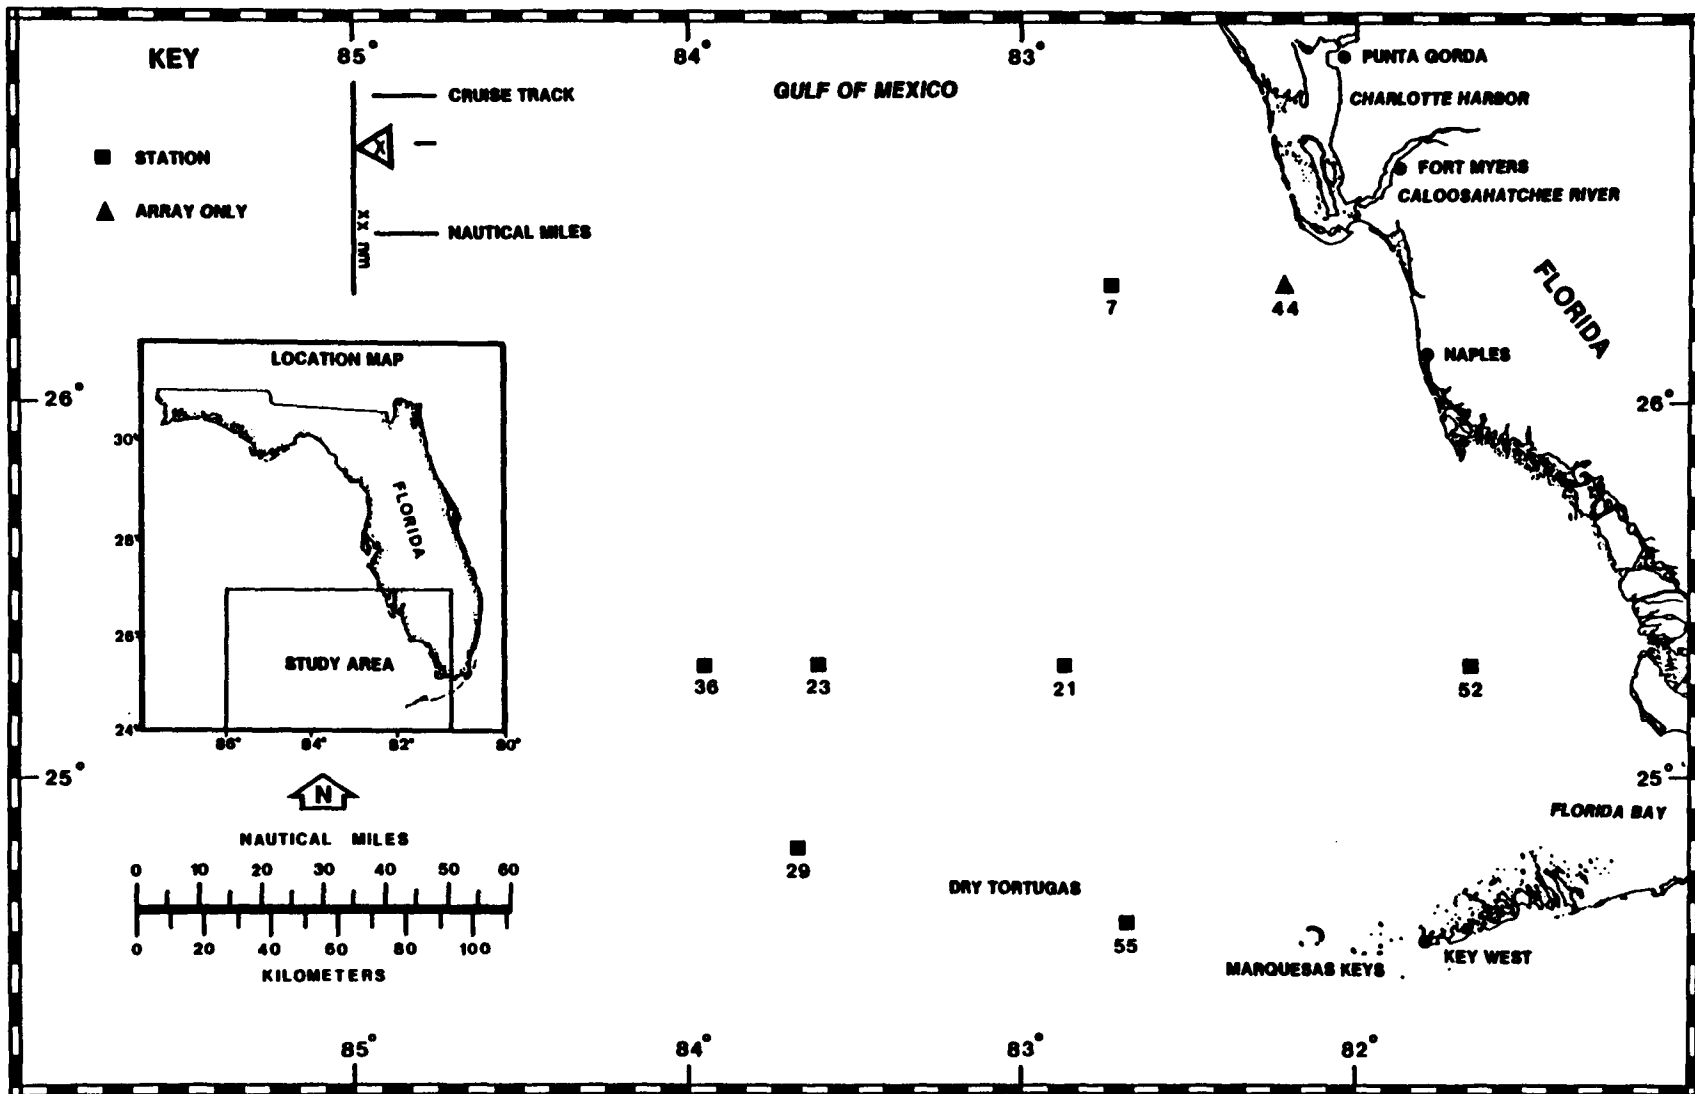 KEY
85°
84°
83°
GULF OF MEXICO
PUNTA GORDA
CHARLOTTE HARBOR
CRUISE TRACK
X
STATION
ARRAY ONLY
XX nm
NAUTICAL MILES
FORT MYERS
CALOOSAHATCHEE RIVER
FLORIDA
7
44
NAPLES
LOCATION MAP
26°
26°
30°
28°
26°
24°
FLORIDA
STUDY AREA
86°
84°
82°
80°
36
23
21
52
25°
25°
N
FLORIDA BAY
NAUTICAL MILES
0 10 20 30 40 50 60
0 20 40 60 80 100
KILOMETERS
29
DRY TORTUGAS
55
MARQUESAS KEYS
KEY WEST
85°
84°
83°
82°